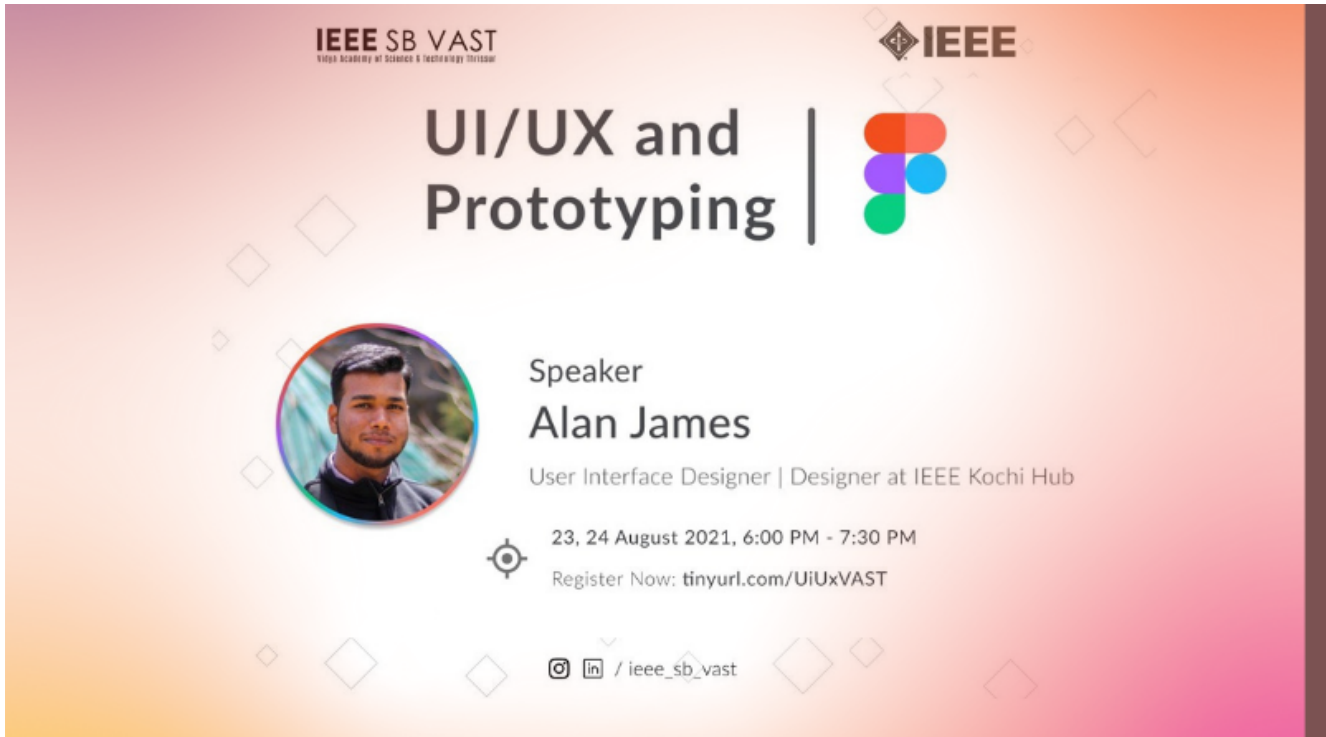 IEEE SB VAST
Vidya Academy of Science & Technology Thrissur
IEEE
UI/UX and
Prototyping
Speaker
Alan James
User Interface Designer | Designer at IEEE Kochi Hub
23, 24 August 2021, 6:00 PM - 7:30 PM
Register Now: tinyurl.com/UiUxVAST
/ ieee_sb_vast